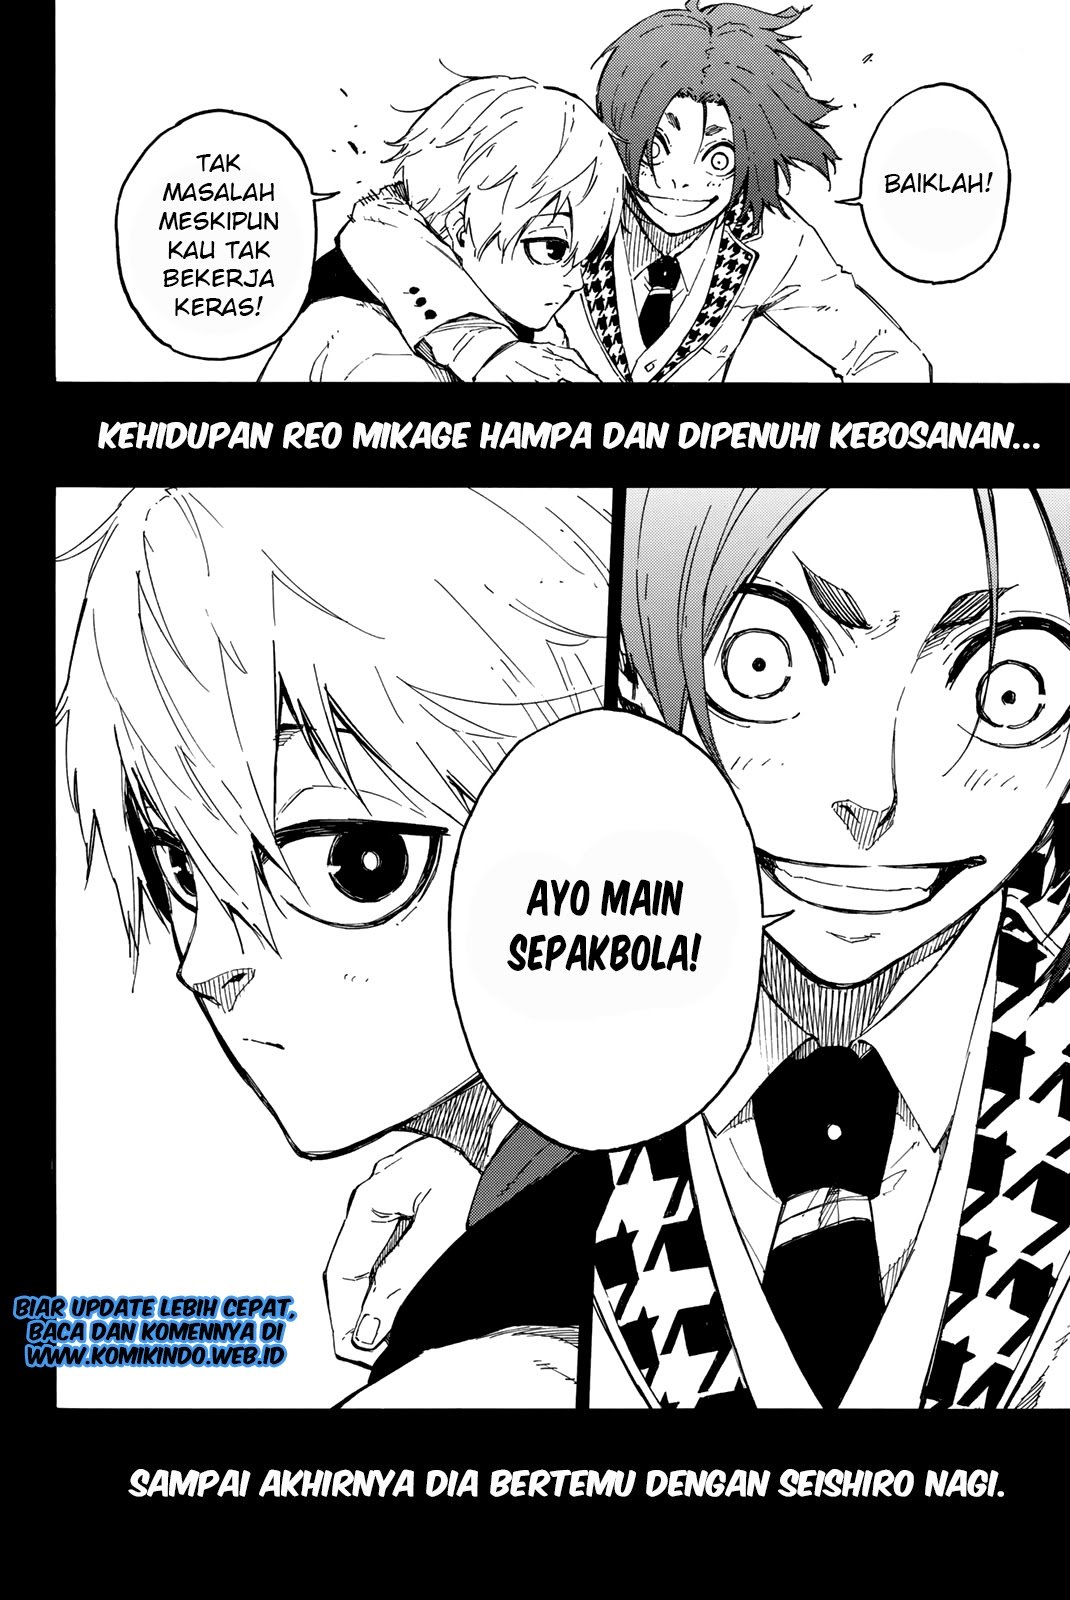 BAIKLAH!
TAK
MASALAH
MESKIPUN
KAU TAK
BEKERJA
KERAS!
KEHIDUPAN REO MIKAGE HAMPA DAN DIPENUHI KEBOSANAN...
AYO MAIN
SEPAKBOLA!
BIAR UPDATE LEBIH CEPAT,
BACA DAN KOMENNYA DI
WWW.KOMIKINDO.WEB.ID
SAMPAI AKHIRNYA DIA BERTEMU DENGAN SEISHIRO NAGI.